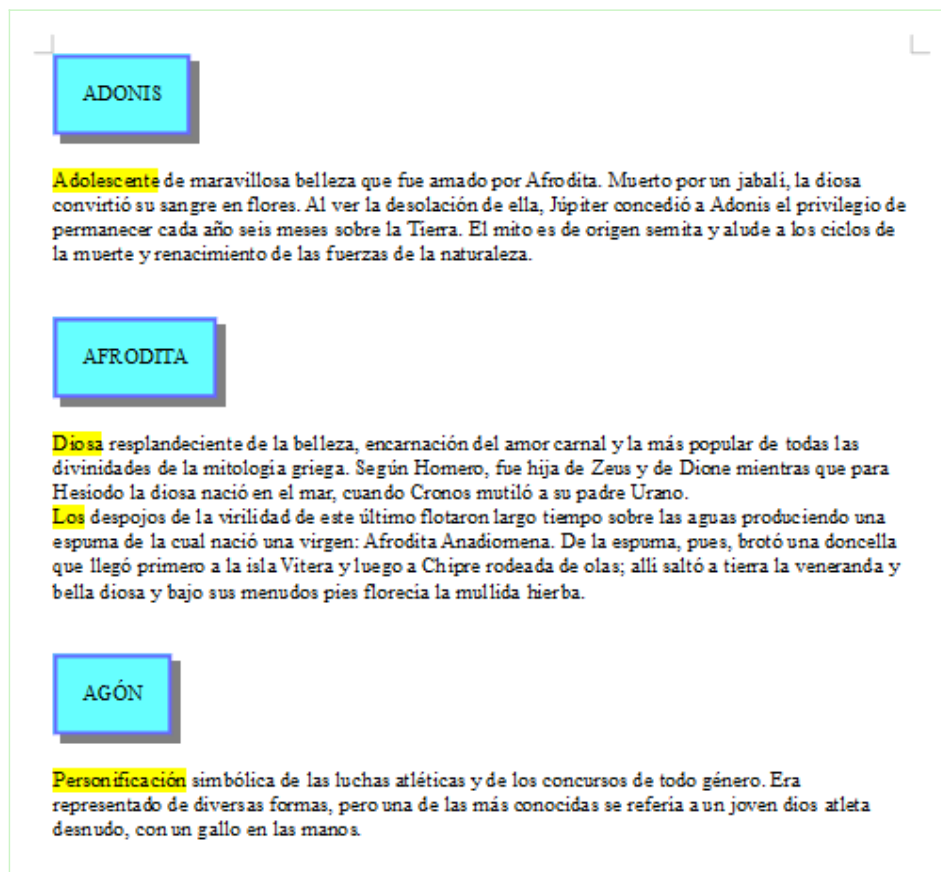 ADONIS
Adolescente de maravillosa belleza que fue amado por Afrodita. Muerto por un jabalí, la diosa
convirtió su sangre en flores. Al ver la desolación de ella, Júpiter concedió a Adonis el privilegio de
permanecer cada año seis meses sobre la Tierra. El mito es de origen semita y alude a los ciclos de
la muerte y renacimiento de las fuerzas de la naturaleza.
AFRODITA
Diosa resplandeciente de la belleza, encarnación del amor carnal y la más popular de todas las
divinidades de la mitología griega. Según Homero, fue hija de Zeus y de Dione mientras que para
Hesíodo la diosa nació en el mar, cuando Cronos mutiló a su padre Urano.
Los despojos de la virilidad de este último flotaron largo tiempo sobre las aguas produciendo una
espuma de la cual nació una virgen: Afrodita Anadiomena. De la espuma, pues, brotó una doncella
que llegó primero a la isla Vitera y luego a Chipre rodeada de olas; allí saltó a tierra la veneranda y
bella diosa y bajo sus menudos pies florecía la mullida hierba.
AGÓN
Personificación simbólica de las luchas atléticas y de los concursos de todo género. Era
representado de diversas formas, pero una de las más conocidas se refería a un joven dios atleta
desnudo, con un gallo en las manos.